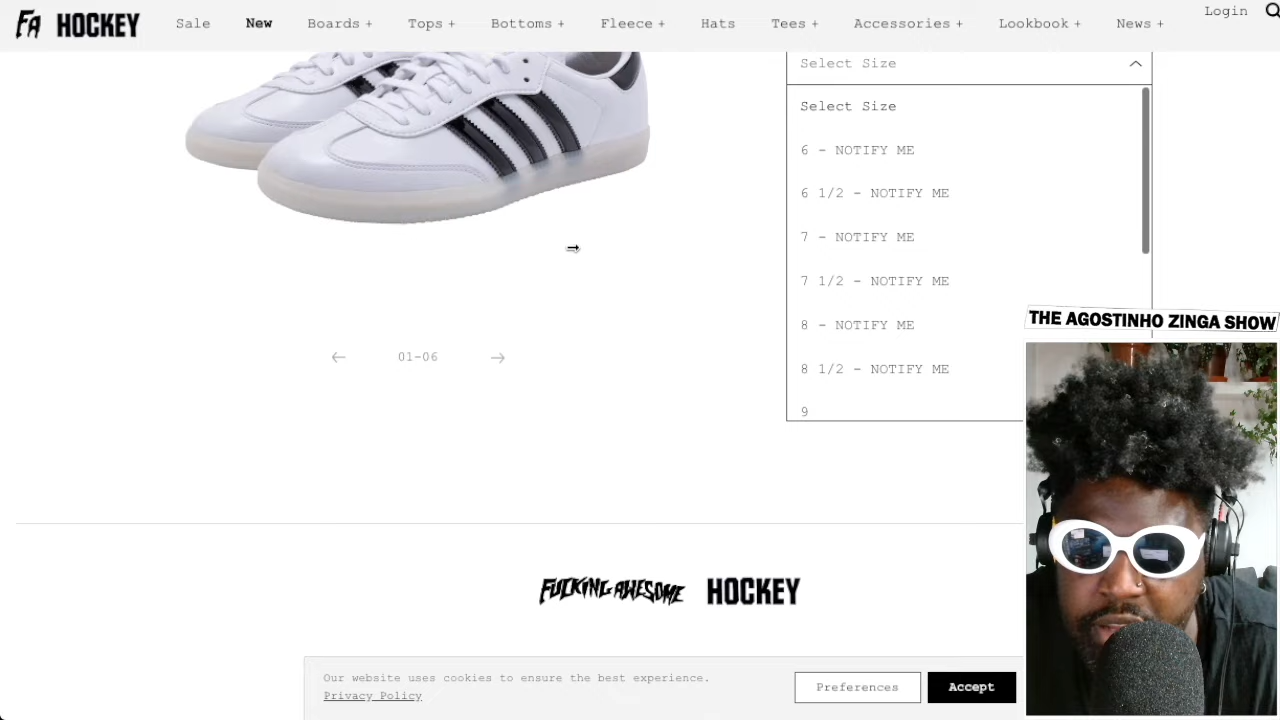 FA HOCKEY
Sale New Boards + Tops + Bottoms + Fleece + Hats Tees + Accessories + Lookbook + News + Login
Select Size
Select Size
6 - NOTIFY ME
6 1/2 - NOTIFY ME
7 - NOTIFY ME
7 1/2 - NOTIFY ME
8 - NOTIFY ME
8 1/2 - NOTIFY ME
9
01-06
THE AGOSTINHO ZINGA SHOW
FUCKING AWESOME HOCKEY
Our website uses cookies to ensure the best experience.
Privacy Policy
Preferences
Accept